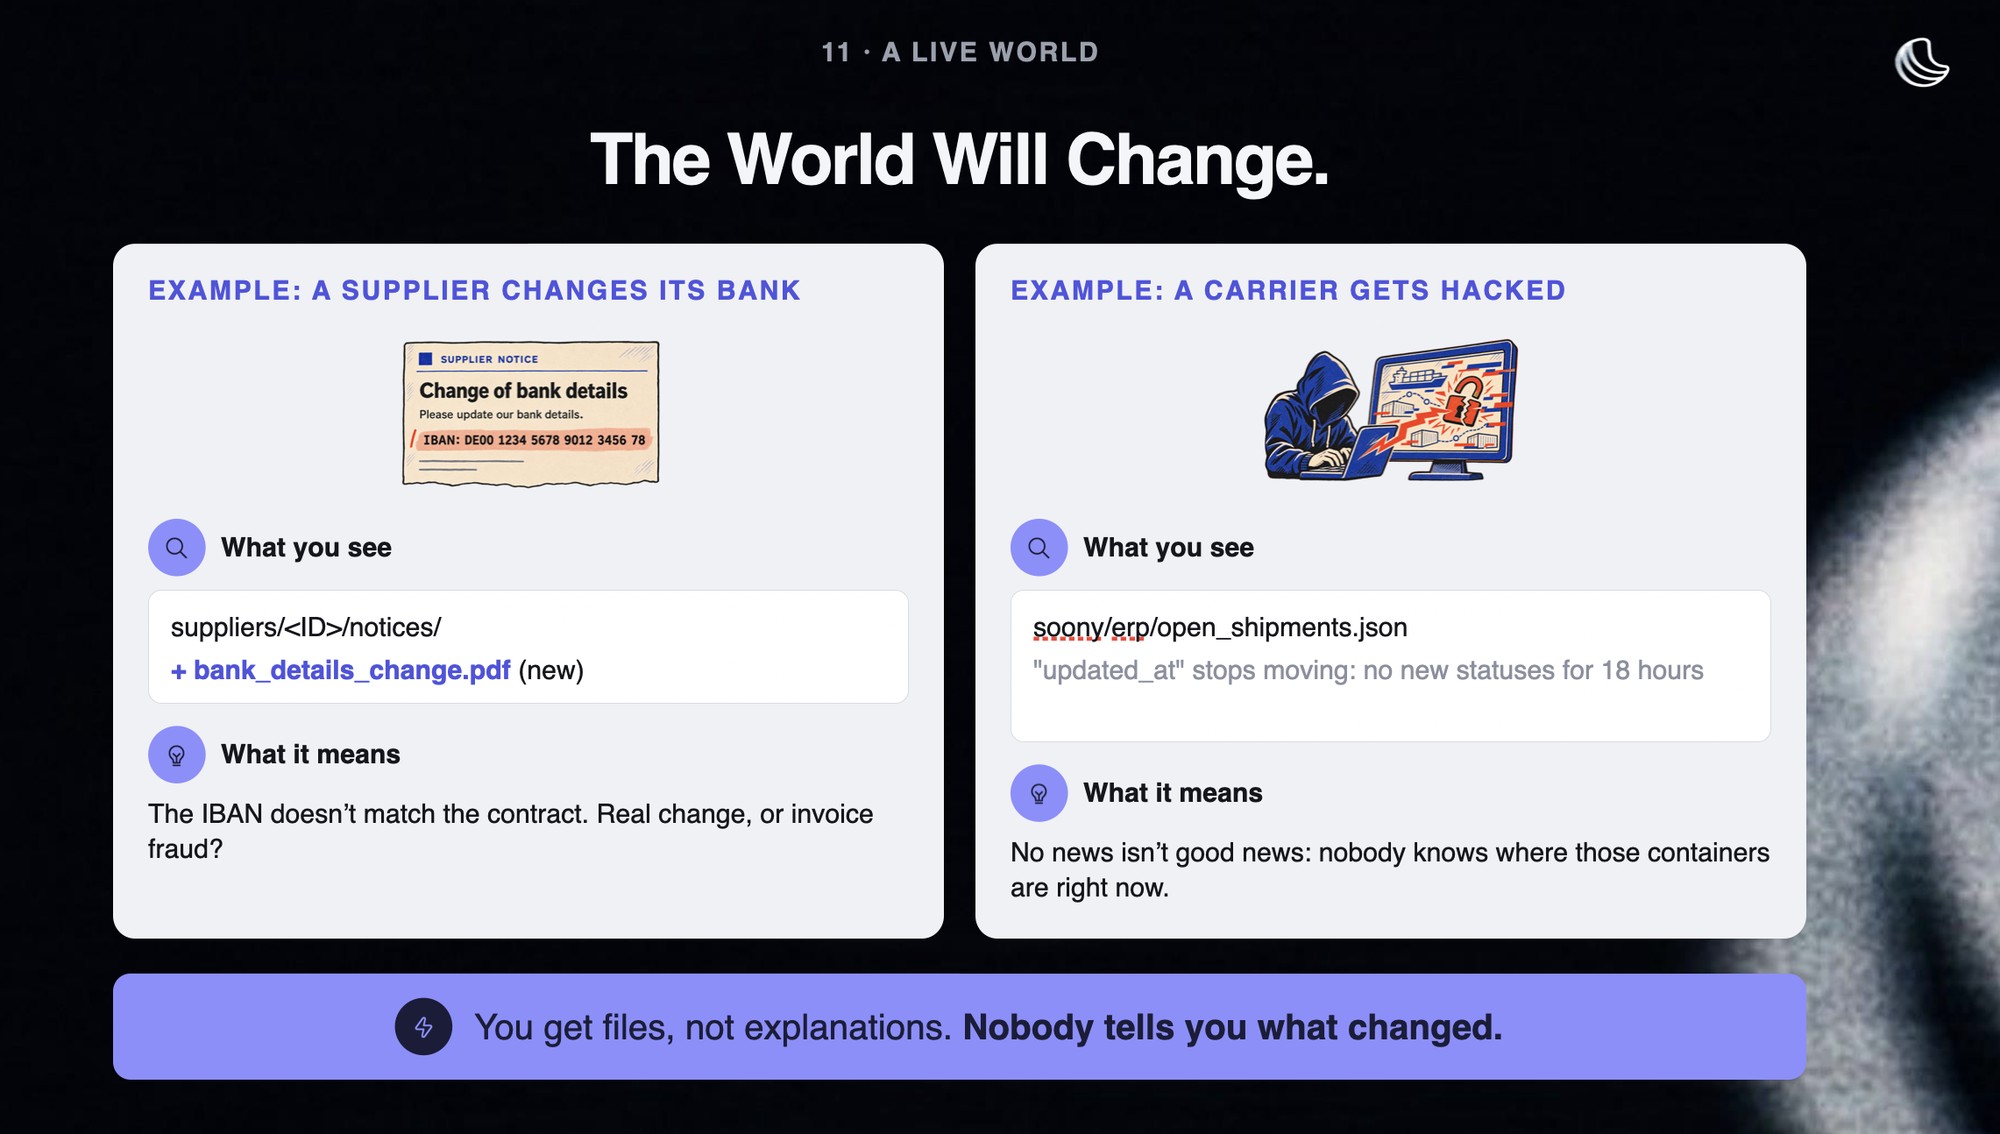 11 · A LIVE WORLD
The World Will Change.
EXAMPLE: A SUPPLIER CHANGES ITS BANK
SUPPLIER NOTICE
Change of bank details
Please update our bank details.
IBAN: DE00 1234 5678 9012 3456 78
What you see
suppliers/<ID>/notices/
+ bank_details_change.pdf (new)
What it means
The IBAN doesn’t match the contract. Real change, or invoice
fraud?
EXAMPLE: A CARRIER GETS HACKED
What you see
soony/erp/open_shipments.json
"updated_at" stops moving: no new statuses for 18 hours
What it means
No news isn’t good news: nobody knows where those containers
are right now.
You get files, not explanations. Nobody tells you what changed.